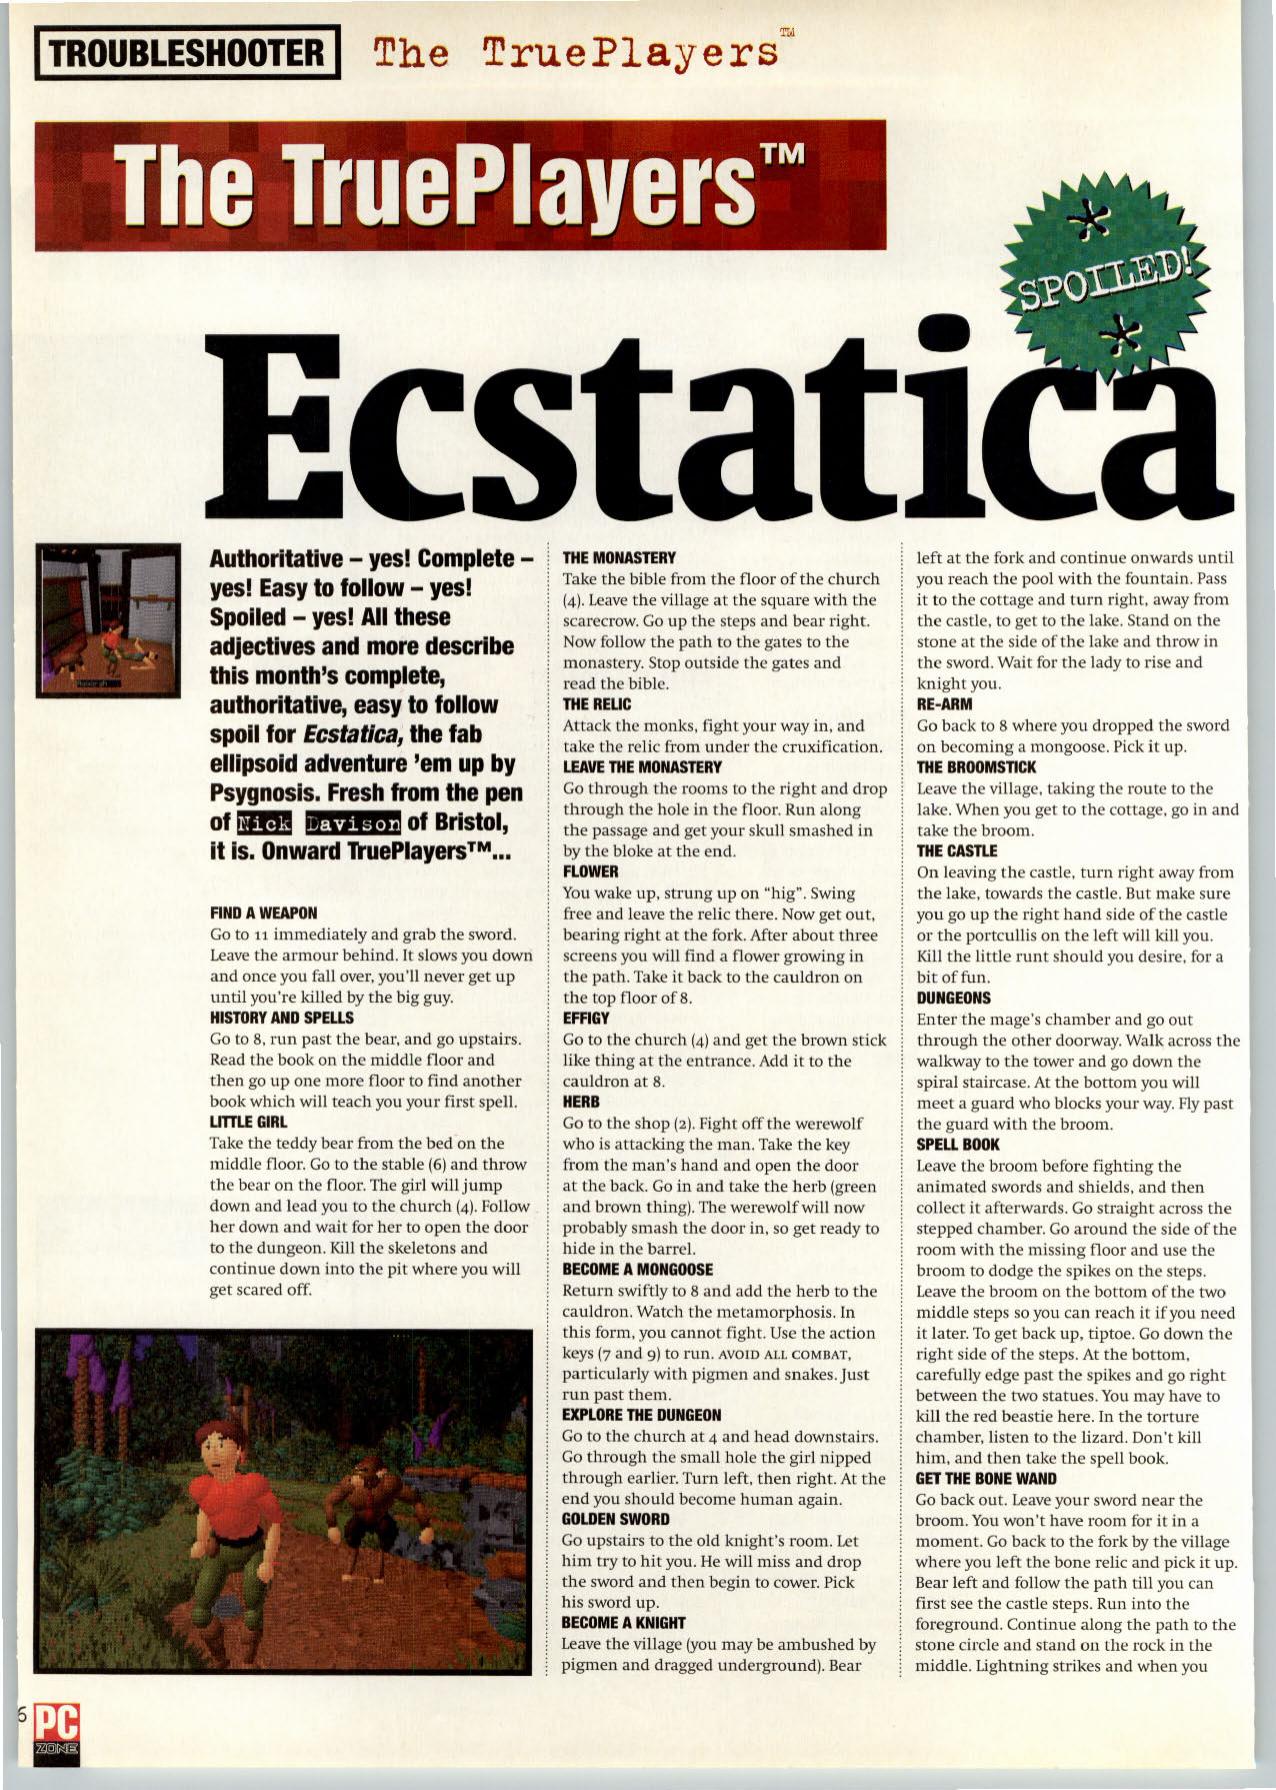 TROUBLESHOOTER The TruePlayers™
The TruePlayers™
SPOILED!
Ecstatica
Authoritative – yes! Complete –
yes! Easy to follow – yes!
Spoiled – yes! All these
adjectives and more describe
this month's complete,
authoritative, easy to follow
spoil for Ecstatica, the fab
ellipsoid adventure 'em up by
Psygnosis. Fresh from the pen
of Nick Davison of Bristol,
it is. Onward TruePlayers™...
FIND A WEAPON
Go to 11 immediately and grab the sword.
Leave the armour behind. It slows you down
and once you fall over, you'll never get up
until you're killed by the big guy.
HISTORY AND SPELLS
Go to 8, run past the bear, and go upstairs.
Read the book on the middle floor and
then go up one more floor to find another
book which will teach you your first spell.
LITTLE GIRL
Take the teddy bear from the bed on the
middle floor. Go to the stable (6) and throw
the bear on the floor. The girl will jump
down and lead you to the church (4). Follow
her down and wait for her to open the door
to the dungeon. Kill the skeletons and
continue down into the pit where you will
get scared off.
THE MONASTERY
Take the bible from the floor of the church
(4). Leave the village at the square with the
scarecrow. Go up the steps and bear right.
Now follow the path to the gates to the
monastery. Stop outside the gates and
read the bible.
THE RELIC
Attack the monks, fight your way in, and
take the relic from under the cruxification.
LEAVE THE MONASTERY
Go through the rooms to the right and drop
through the hole in the floor. Run along
the passage and get your skull smashed in
by the bloke at the end.
FLOWER
You wake up, strung up on "hig". Swing
free and leave the relic there. Now get out,
bearing right at the fork. After about three
screens you will find a flower growing in
the path. Take it back to the cauldron on
the top floor of 8.
EFFIGY
Go to the church (4) and get the brown stick
like thing at the entrance. Add it to the
cauldron at 8.
HERB
Go to the shop (2). Fight off the werewolf
who is attacking the man. Take the key
from the man's hand and open the door
at the back. Go in and take the herb (green
and brown thing). The werewolf will now
probably smash the door in, so get ready to
hide in the barrel.
BECOME A MONGOOSE
Return swiftly to 8 and add the herb to the
cauldron. Watch the metamorphosis. In
this form, you cannot fight. Use the action
keys (7 and 9) to run. AVOID ALL COMBAT,
particularly with pigmen and snakes. Just
run past them.
EXPLORE THE DUNGEON
Go to the church at 4 and head downstairs.
Go through the small hole the girl nipped
through earlier. Turn left, then right. At the
end you should become human again.
GOLDEN SWORD
Go upstairs to the old knight's room. Let
him try to hit you. He will miss and drop
the sword and then begin to cower. Pick
his sword up.
BECOME A KNIGHT
Leave the village (you may be ambushed by
pigmen and dragged underground). Bear
left at the fork and continue onwards until
you reach the pool with the fountain. Pass
it to the cottage and turn right, away from
the castle, to get to the lake. Stand on the
stone at the side of the lake and throw in
the sword. Wait for the lady to rise and
knight you.
RE-ARM
Go back to 8 where you dropped the sword
on becoming a mongoose. Pick it up.
THE BROOMSTICK
Leave the village, taking the route to the
lake. When you get to the cottage, go in and
take the broom.
THE CASTLE
On leaving the castle, turn right away from
the lake, towards the castle. But make sure
you go up the right hand side of the castle
or the portcullis on the left will kill you.
Kill the little runt should you desire, for a
bit of fun.
DUNGEONS
Enter the mage's chamber and go out
through the other doorway. Walk across the
walkway to the tower and go down the
spiral staircase. At the bottom you will
meet a guard who blocks your way. Fly past
the guard with the broom.
SPELL BOOK
Leave the broom before fighting the
animated swords and shields, and then
collect it afterwards. Go straight across the
stepped chamber. Go around the side of the
room with the missing floor and use the
broom to dodge the spikes on the steps.
Leave the broom on the bottom of the two
middle steps so you can reach it if you need
it later. To get back up, tiptoe. Go down the
right side of the steps. At the bottom,
carefully edge past the spikes and go right
between the two statues. You may have to
kill the red beastie here. In the torture
chamber, listen to the lizard. Don't kill
him, and then take the spell book.
GET THE BONE WAND
Go back out. Leave your sword near the
broom. You won't have room for it in a
moment. Go back to the fork by the village
where you left the bone relic and pick it up.
Bear left and follow the path till you can
first see the castle steps. Run into the
foreground. Continue along the path to the
stone circle and stand on the rock in the
middle. Lightning strikes and when you
6 PC
ZONE